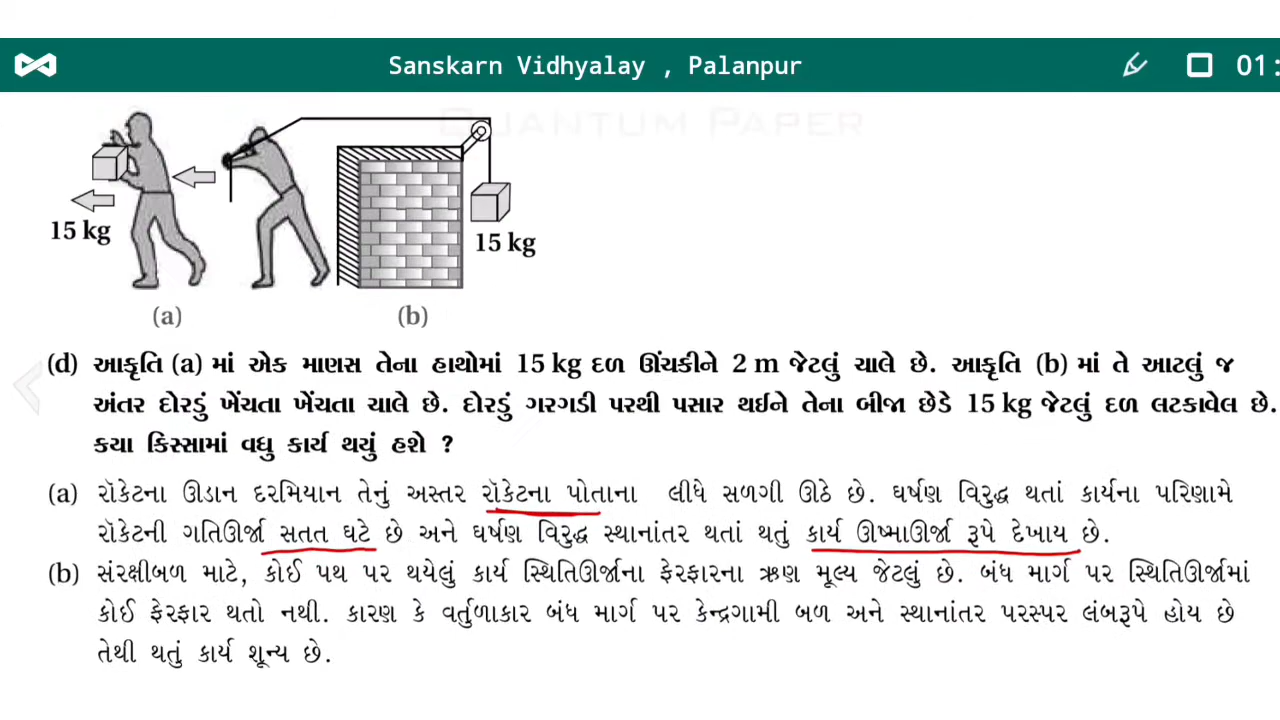 Sanskarn Vidhyalay , Palanpur
01:
QUANTUM PAPER
15 kg
15 kg
(a)
(b)
(d) આકૃતિ (a) માં એક માણસ તેના હાથોમાં 15 kg દળ ઊંચકીને 2 m જેટલું ચાલે છે. આકૃતિ (b) માં તે આટલું જ
અંતર દોરડું ખેંચતા ખેંચતા ચાલે છે. દોરડું ગરગડી પરથી પસાર થઈને તેના બીજા છેડે 15 kg જેટલું દળ લટકાવેલ છે.
કયા કિસ્સામાં વધુ કાર્ય થયું હશે ?
(a) રૉકેટના ઊડાન દરમિયાન તેનું અસ્તર રૉકેટના પોતાના લીધે સળગી ઊઠે છે. ઘર્ષણ વિરુદ્ધ થતાં કાર્યના પરિણામે
રૉકેટની ગતિઊર્જા સતત ઘટે છે અને ઘર્ષણ વિરુદ્ધ સ્થાનાંતર થતાં થતું કાર્ય ઊષ્માઊર્જા રૂપે દેખાય છે.
(b) સંરક્ષીબળ માટે, કોઈ પથ પર થયેલું કાર્ય સ્થિતિઊર્જાના ફેરફારના ઋણ મૂલ્ય જેટલું છે. બંધ માર્ગ પર સ્થિતિઊર્જામાં
કોઈ ફેરફાર થતો નથી. કારણ કે વર્તુળાકાર બંધ માર્ગ પર કેન્દ્રગામી બળ અને સ્થાનાંતર પરસ્પર લંબરૂપે હોય છે
તેથી થતું કાર્ય શૂન્ય છે.